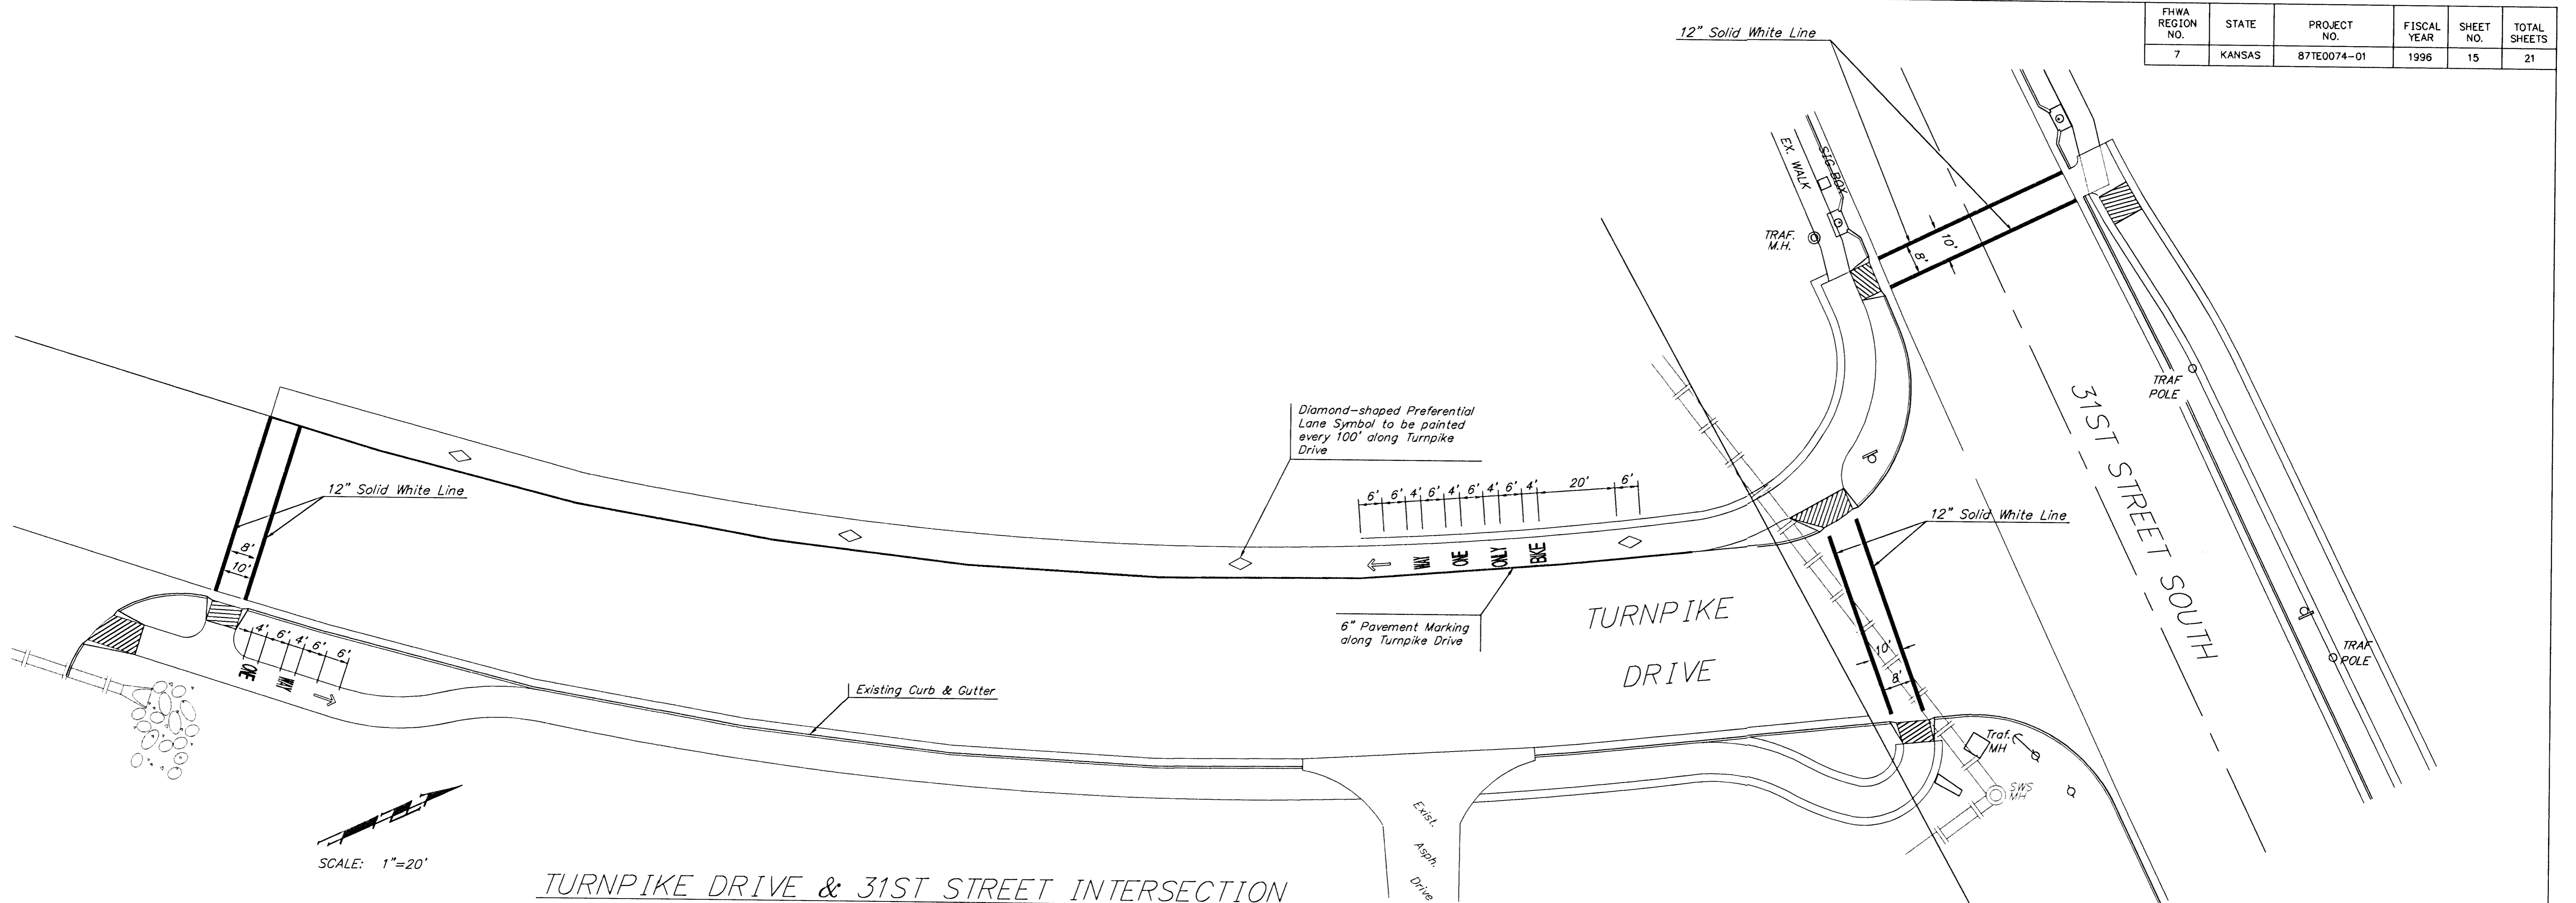 FHWA REGION NO.
STATE
PROJECT NO.
FISCAL YEAR
SHEET NO.
TOTAL SHEETS
7
KANSAS
87TE0074-01
1996
15
21
12" Solid White Line
EX. WALK
SIG BOX
TRAF.
M.H.
10'
8'
TRAF
POLE
31ST STREET SOUTH
Diamond-shaped Preferential
Lane Symbol to be painted
every 100' along Turnpike
Drive
6' 6' 4' 6' 4' 6' 4' 6' 4' 20' 6'
12" Solid White Line
12" Solid White Line
WAY ONE ONLY BIKE
8'
10'
TURNPIKE
DRIVE
6" Pavement Marking
along Turnpike Drive
4' 6' 4' 6' 6'
ONE WAY
10'
8'
TRAF
POLE
Existing Curb & Gutter
Traf.
MH
SWS
MH
Exist.
Asph.
Drive
SCALE: 1"=20'
TURNPIKE DRIVE & 31ST STREET INTERSECTION